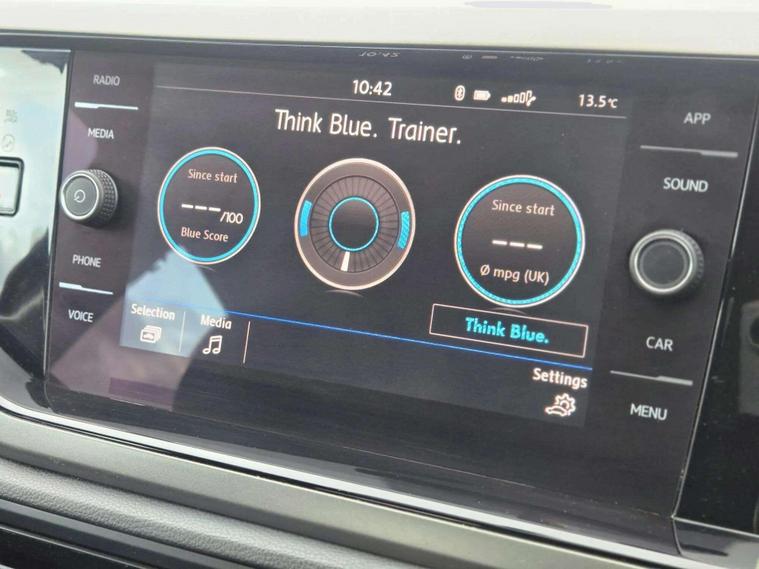 RADIO
MEDIA
PHONE
VOICE
10:42
13.5°C
Think Blue. Trainer.
Since start
---/100
Blue Score
Since start
---
Ø mpg (UK)
Think Blue.
Selection
Media
Settings
APP
SOUND
CAR
MENU